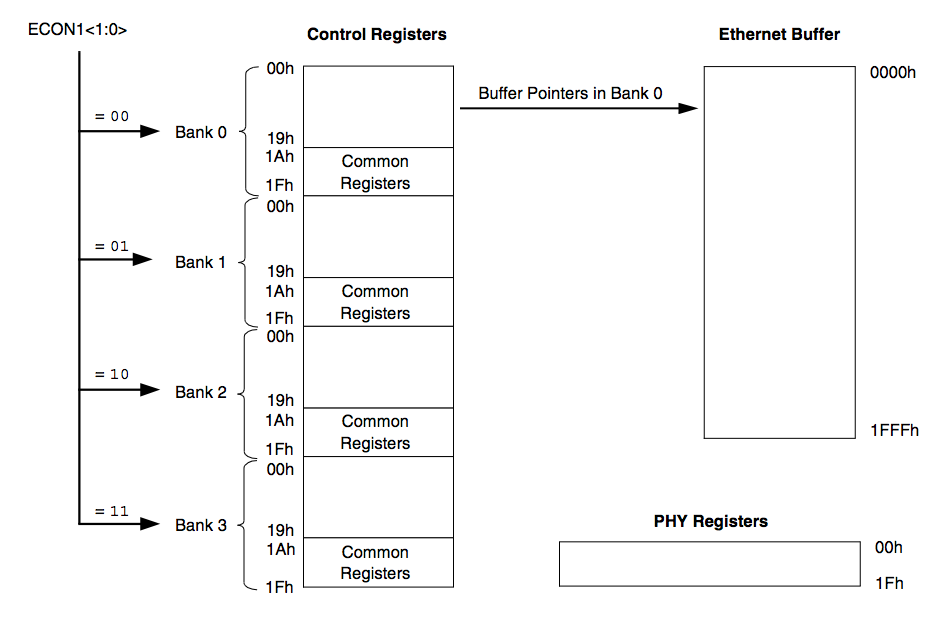 ECON1<1:0>
Control Registers
Ethernet Buffer
00h
0000h
Buffer Pointers in Bank 0
= 00
Bank 0
19h
1Ah
Common
Registers
1Fh
00h
= 01
Bank 1
19h
1Ah
Common
Registers
1Fh
00h
= 10
Bank 2
19h
1Ah
Common
Registers
1Fh
1FFFh
00h
= 11
Bank 3
19h
1Ah
Common
Registers
1Fh
PHY Registers
00h
1Fh